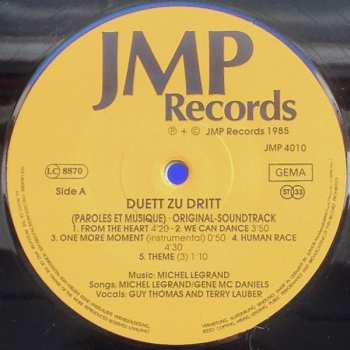 JMP
Records
℗ + © JMP Records 1985
JMP 4010
LC 8870
GEMA
Side A
ST 33
DUETT ZU DRITT
(PAROLES ET MUSIQUE) · ORIGINAL-SOUNDTRACK
1. FROM THE HEART 4'20 · 2. WE CAN DANCE 3'50
3. ONE MORE MOMENT (instrumental) 0'50 · 4. HUMAN RACE
4'30
5. THEME (3) 1'10
Music: MICHEL LEGRAND
Songs: MICHEL LEGRAND/GENE MC DANIELS
Vocals: GUY THOMAS AND TERRY LAUBER